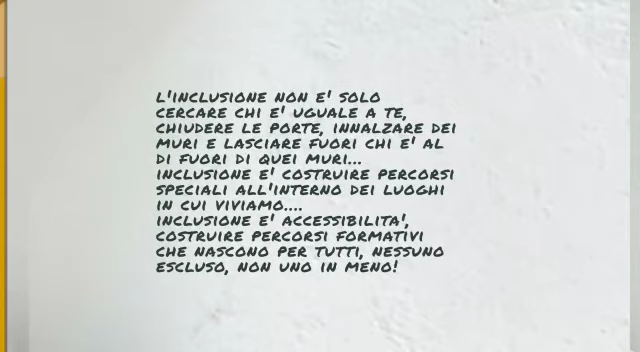 L'INCLUSIONE NON E' SOLO
CERCARE CHI E' UGUALE A TE,
CHIUDERE LE PORTE, INNALZARE DEI
MURI E LASCIARE FUORI CHI E' AL
DI FUORI DI QUEI MURI...
INCLUSIONE E' COSTRUIRE PERCORSI
SPECIALI ALL'INTERNO DEI LUOGHI
IN CUI VIVIAMO....
INCLUSIONE E' ACCESSIBILITA',
COSTRUIRE PERCORSI FORMATIVI
CHE NASCONO PER TUTTI, NESSUNO
ESCLUSO, NON UNO IN MENO!